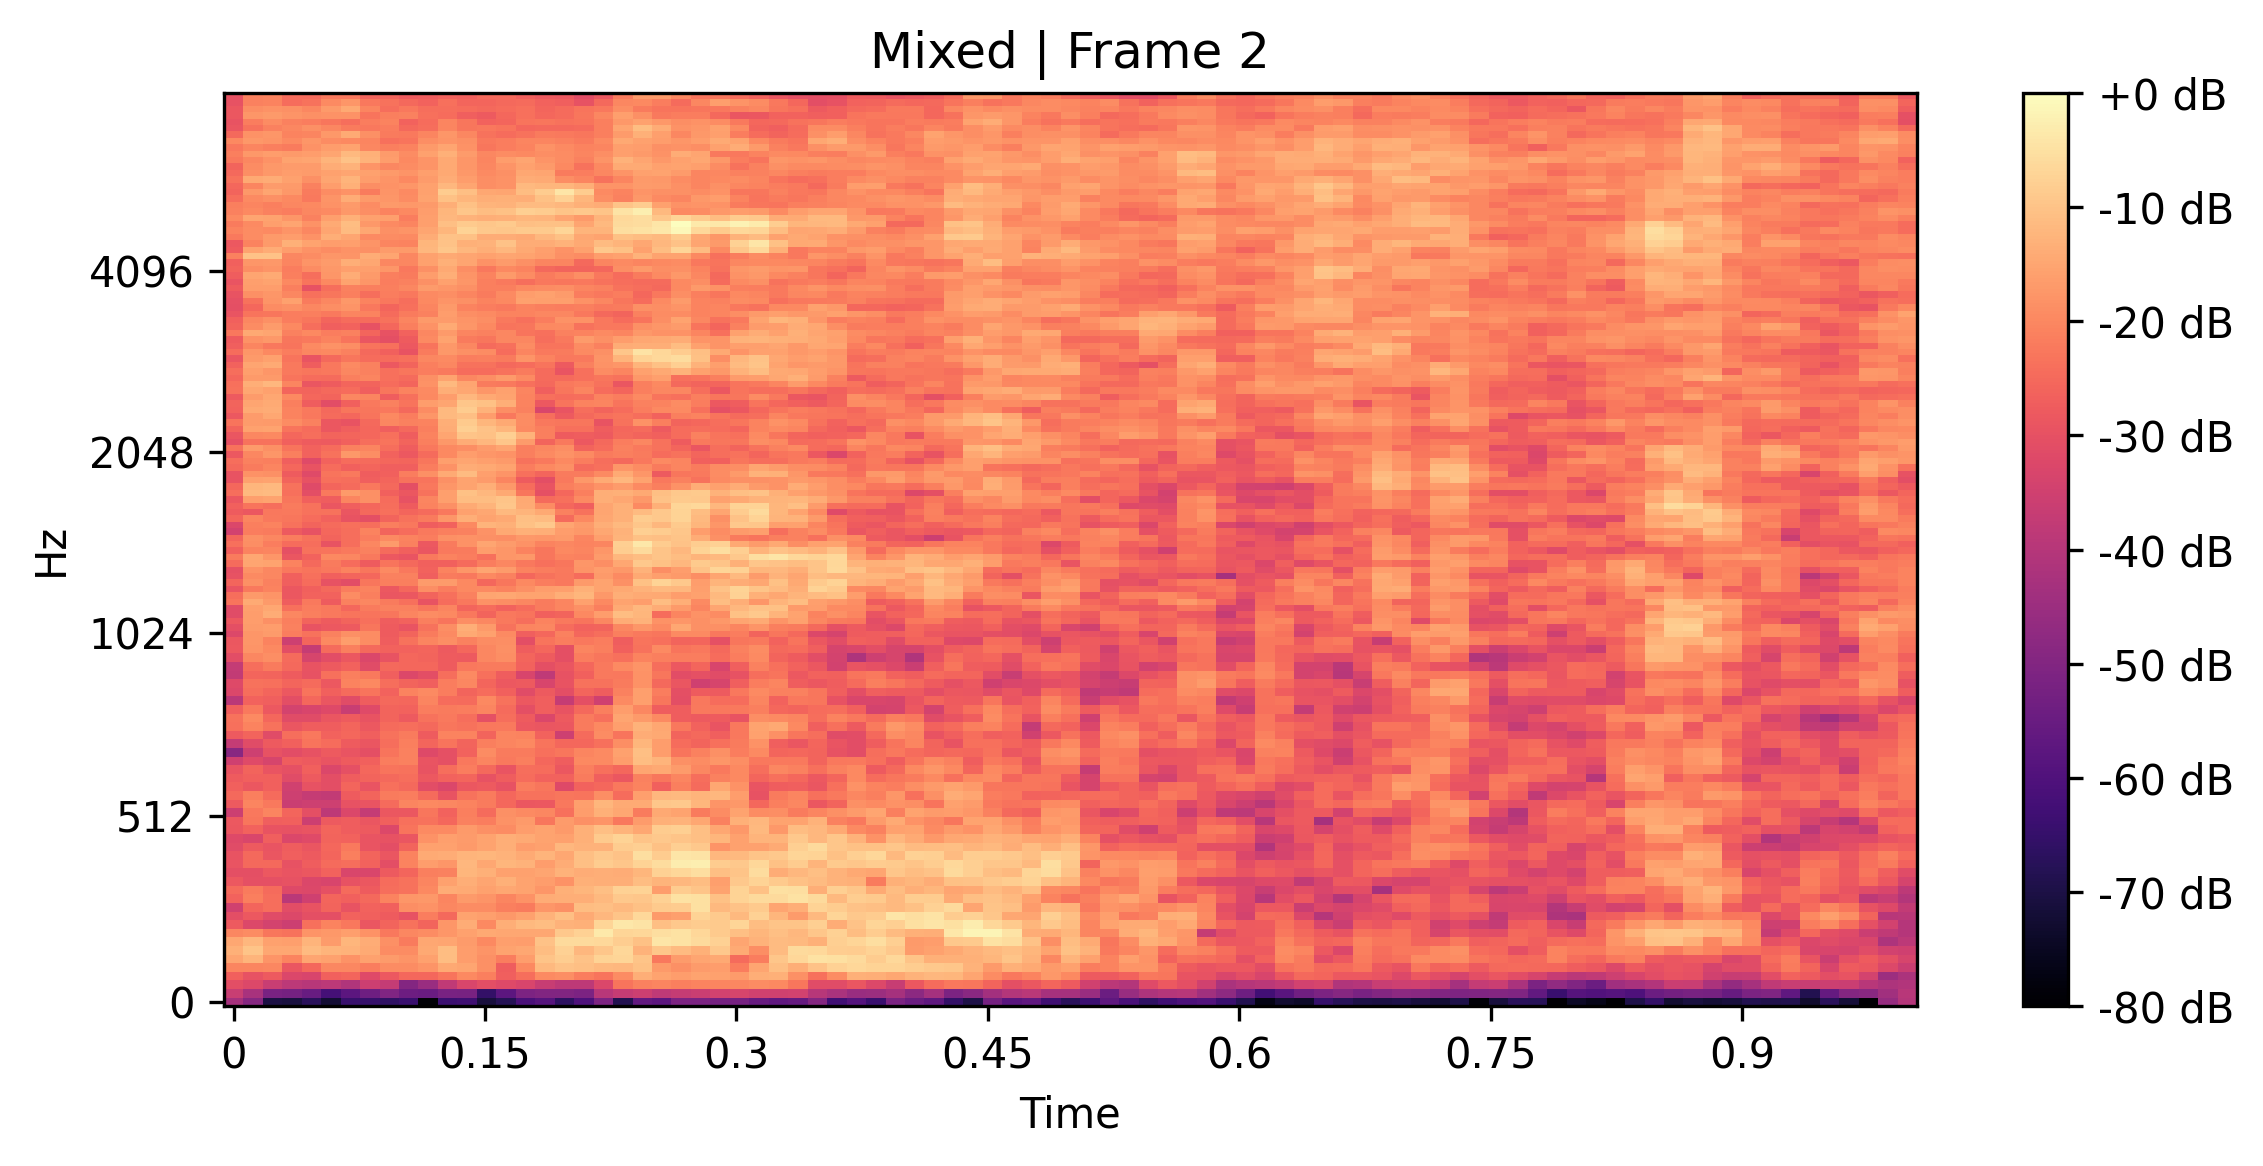 Mixed | Frame 2
+0 dB
-10 dB
-20 dB
-30 dB
-40 dB
-50 dB
-60 dB
-70 dB
-80 dB
4096
2048
1024
512
0
Hz
0 0.15 0.3 0.45 0.6 0.75 0.9
Time